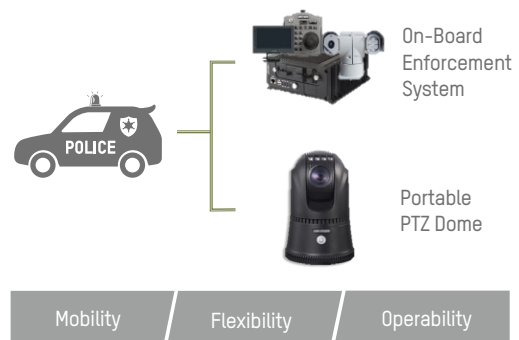 On-Board
Enforcement
System
POLICE
Portable
PTZ Dome
Mobility
Flexibility
Operability